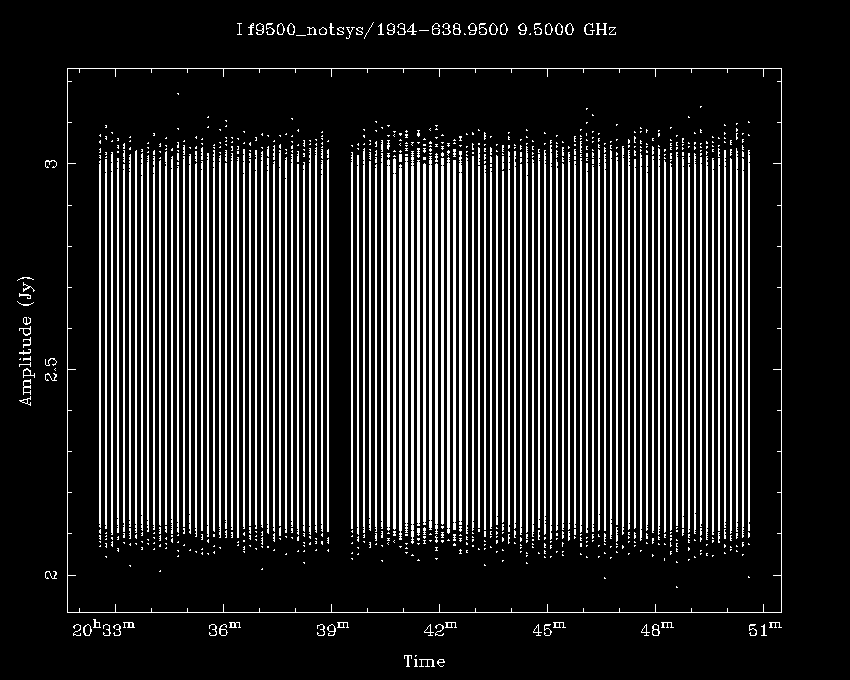 I f9500_notsys/1934−638.9500 9.5000 GHz
3
2.5
2
Amplitude (Jy)
20h33m 36m 39m 42m 45m 48m 51m
Time